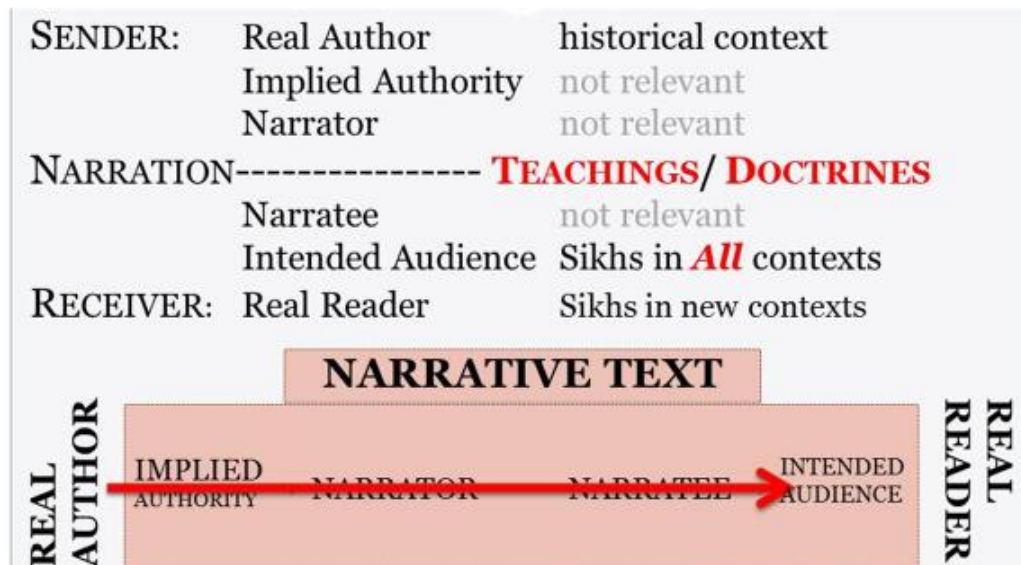 SENDER: Real Author historical context
Implied Authority not relevant
Narrator not relevant
NARRATION---------------- TEACHINGS/ DOCTRINES
Narratee not relevant
Intended Audience Sikhs in All contexts
RECEIVER: Real Reader Sikhs in new contexts
NARRATIVE TEXT
REAL AUTHOR
IMPLIED AUTHORITY
NARRATOR
NARRATEE
INTENDED AUDIENCE
REAL READER